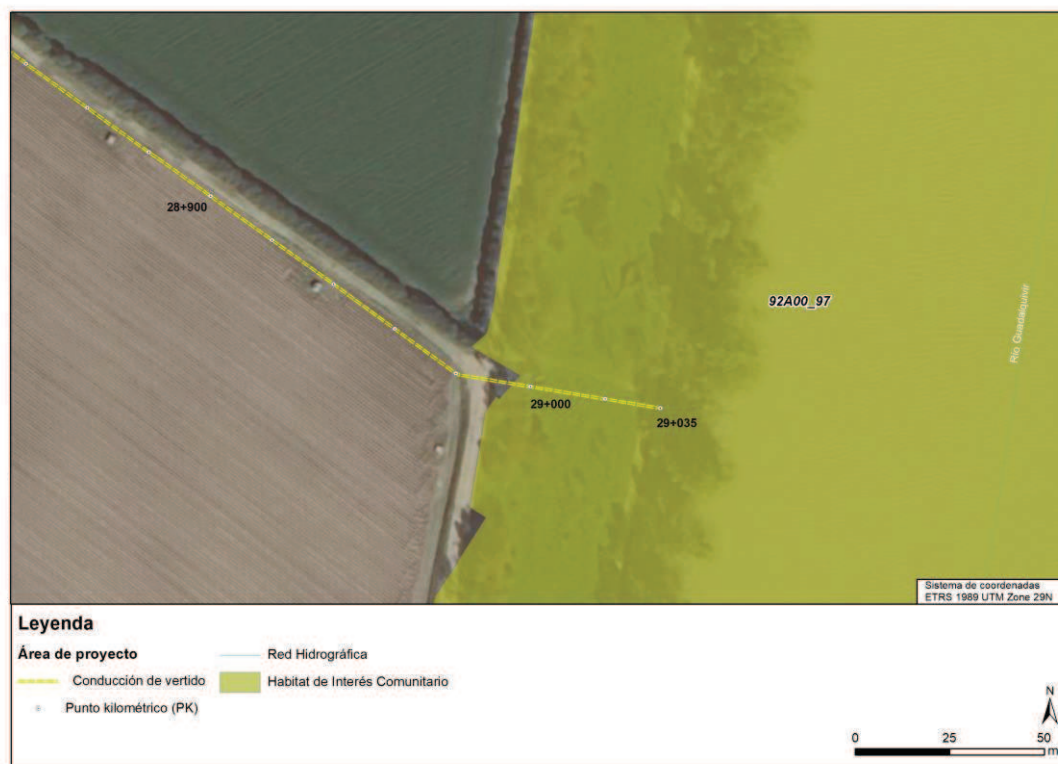 28+900
92A00_97
Río Guadalquivir
29+000
29+035
Sistema de coordenadas
ETRS 1989 UTM Zone 29N
Leyenda
Área de proyecto
Red Hidrográfica
Conducción de vertido
Habitat de Interés Comunitario
Punto kilométrico (PK)
N
0 25 50
m